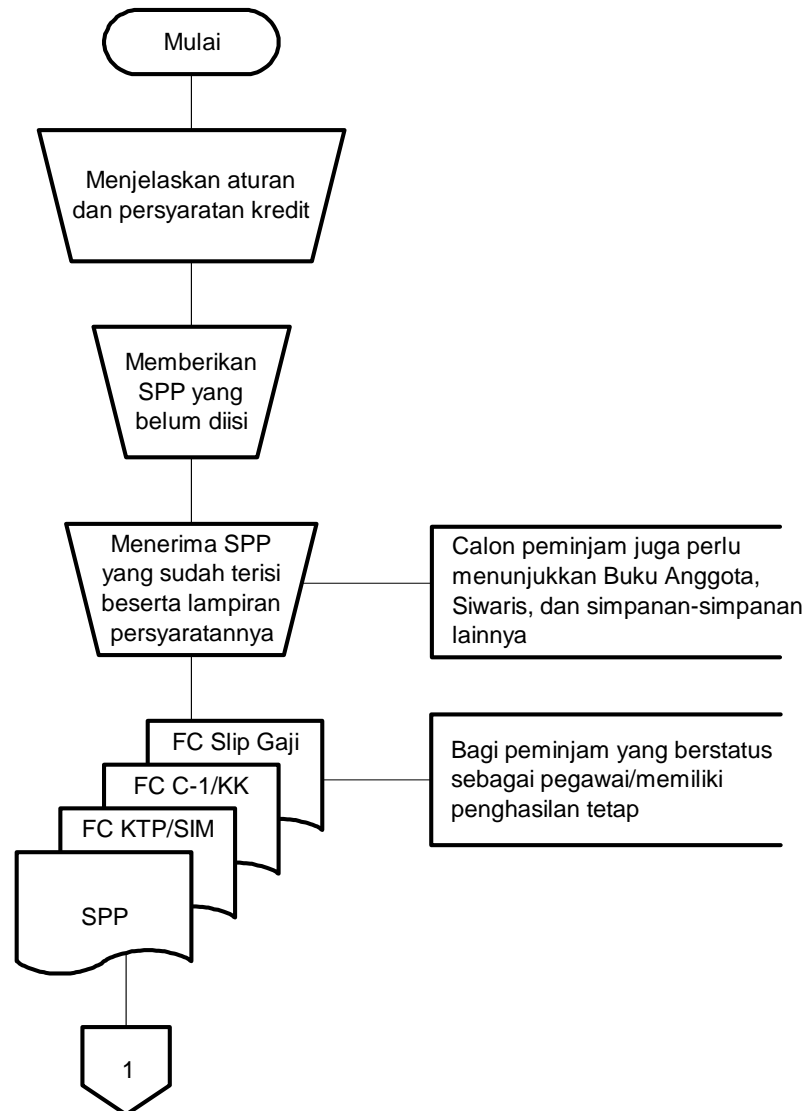 Mulai
Menjelaskan aturan
dan persyaratan kredit
Memberikan
SPP yang
belum diisi
Menerima SPP
yang sudah terisi
beserta lampiran
persyaratannya
Calon peminjam juga perlu
menunjukkan Buku Anggota,
Siwaris, dan simpanan-simpanan
lainnya
FC Slip Gaji
FC C-1/KK
FC KTP/SIM
SPP
Bagi peminjam yang berstatus
sebagai pegawai/memiliki
penghasilan tetap
1